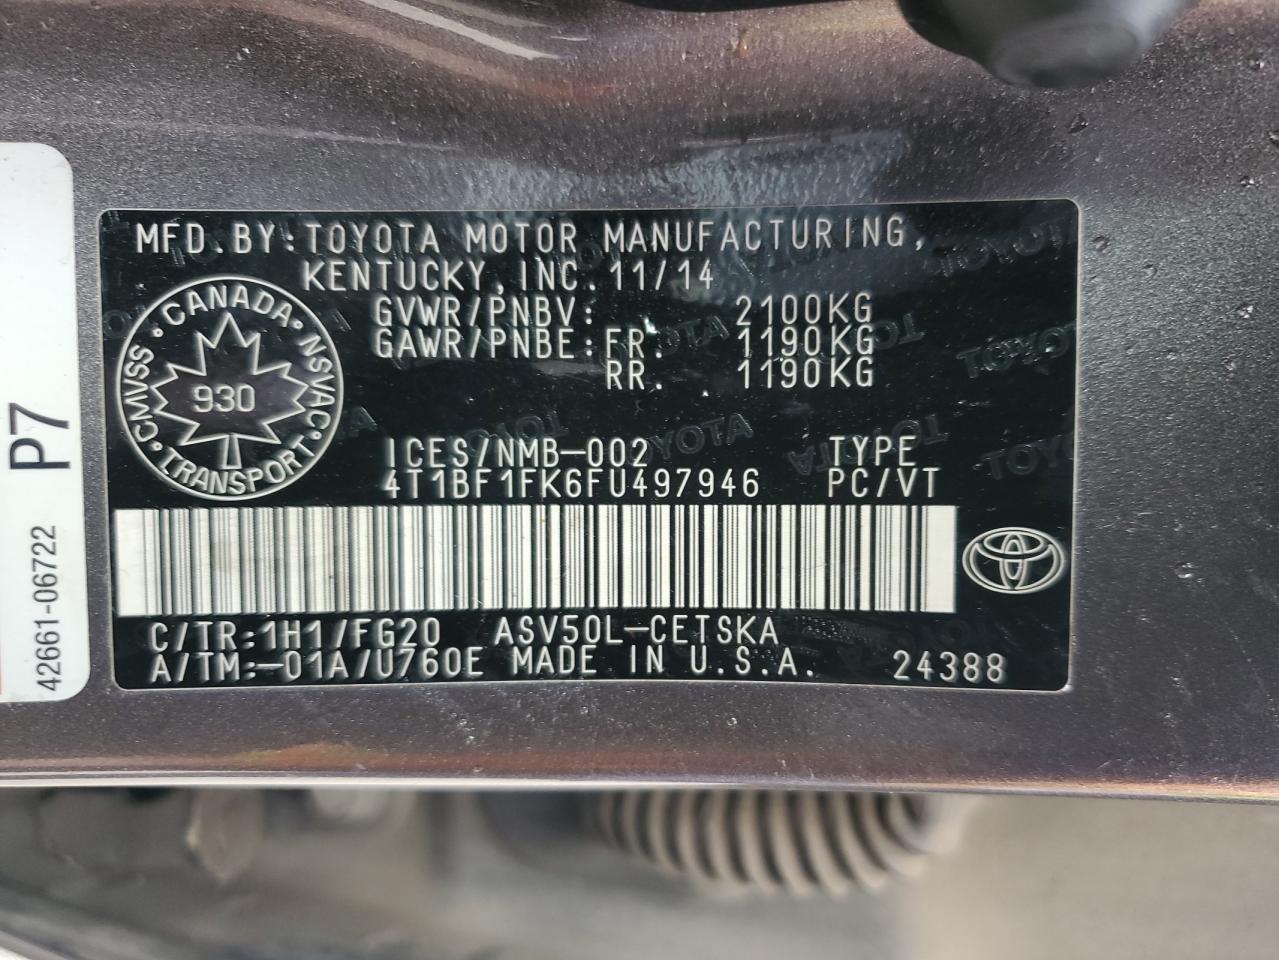 MFD.BY:TOYOTA MOTOR MANUFACTURING,
KENTUCKY,INC.11/14
GVWR/PNBV: 2100KG
GAWR/PNBE:FR. 1190KG
RR. 1190KG
CANADA · NSVAC · TRANSPORT · CMVSS ·
930
ICES/NMB-002 TYPE
4T1BF1FK6FU497946 PC/VT
C/TR:1H1/FG20 ASV50L-CETSKA
A/TM:-01A/U760E MADE IN U.S.A. 24388
P7
42661-06722